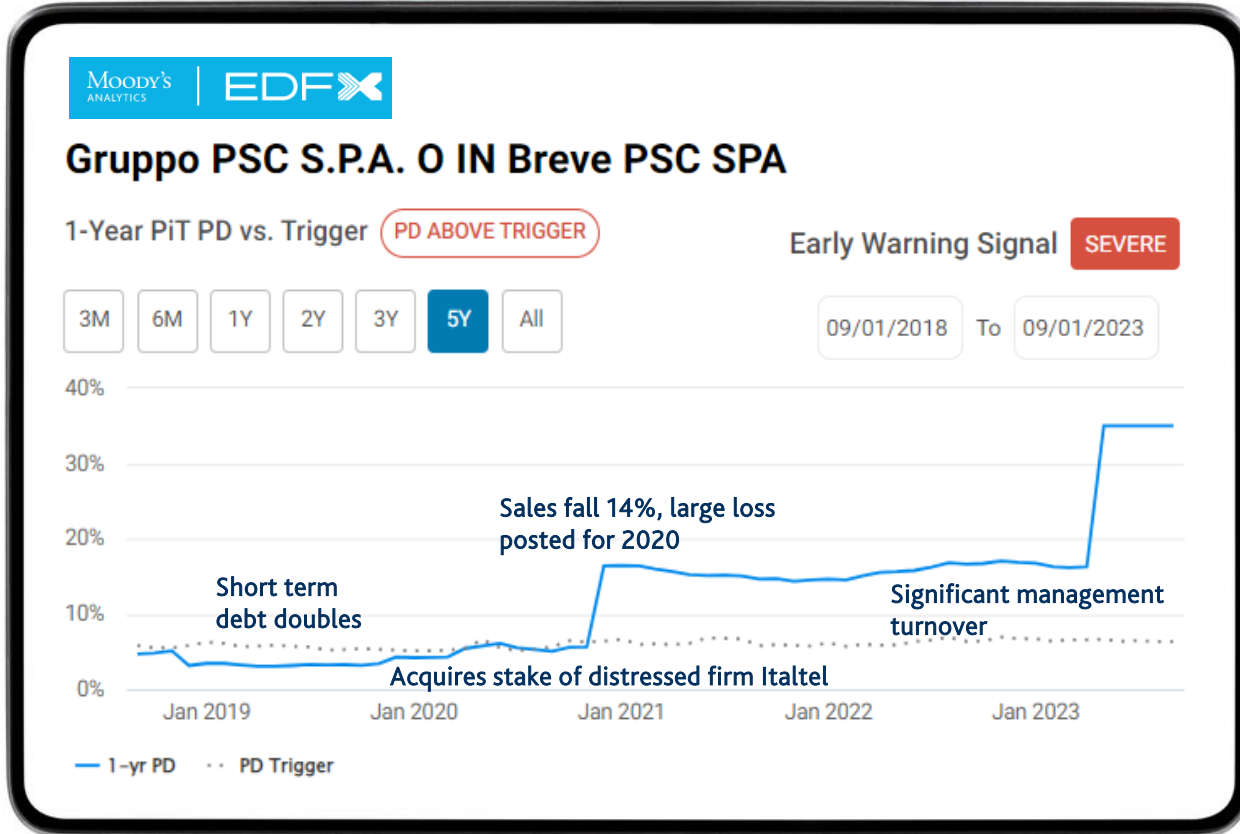 MOODY'S
ANALYTICS
EDFX
Gruppo PSC S.P.A. O IN Breve PSC SPA
1-Year PiT PD vs. Trigger
PD ABOVE TRIGGER
Early Warning Signal
SEVERE
3M
6M
1Y
2Y
3Y
5Y
All
09/01/2018
To
09/01/2023
40%
30%
20%
10%
0%
Sales fall 14%, large loss
posted for 2020
Short term
debt doubles
Significant management
turnover
Acquires stake of distressed firm Italtel
Jan 2019
Jan 2020
Jan 2021
Jan 2022
Jan 2023
1-yr PD
PD Trigger